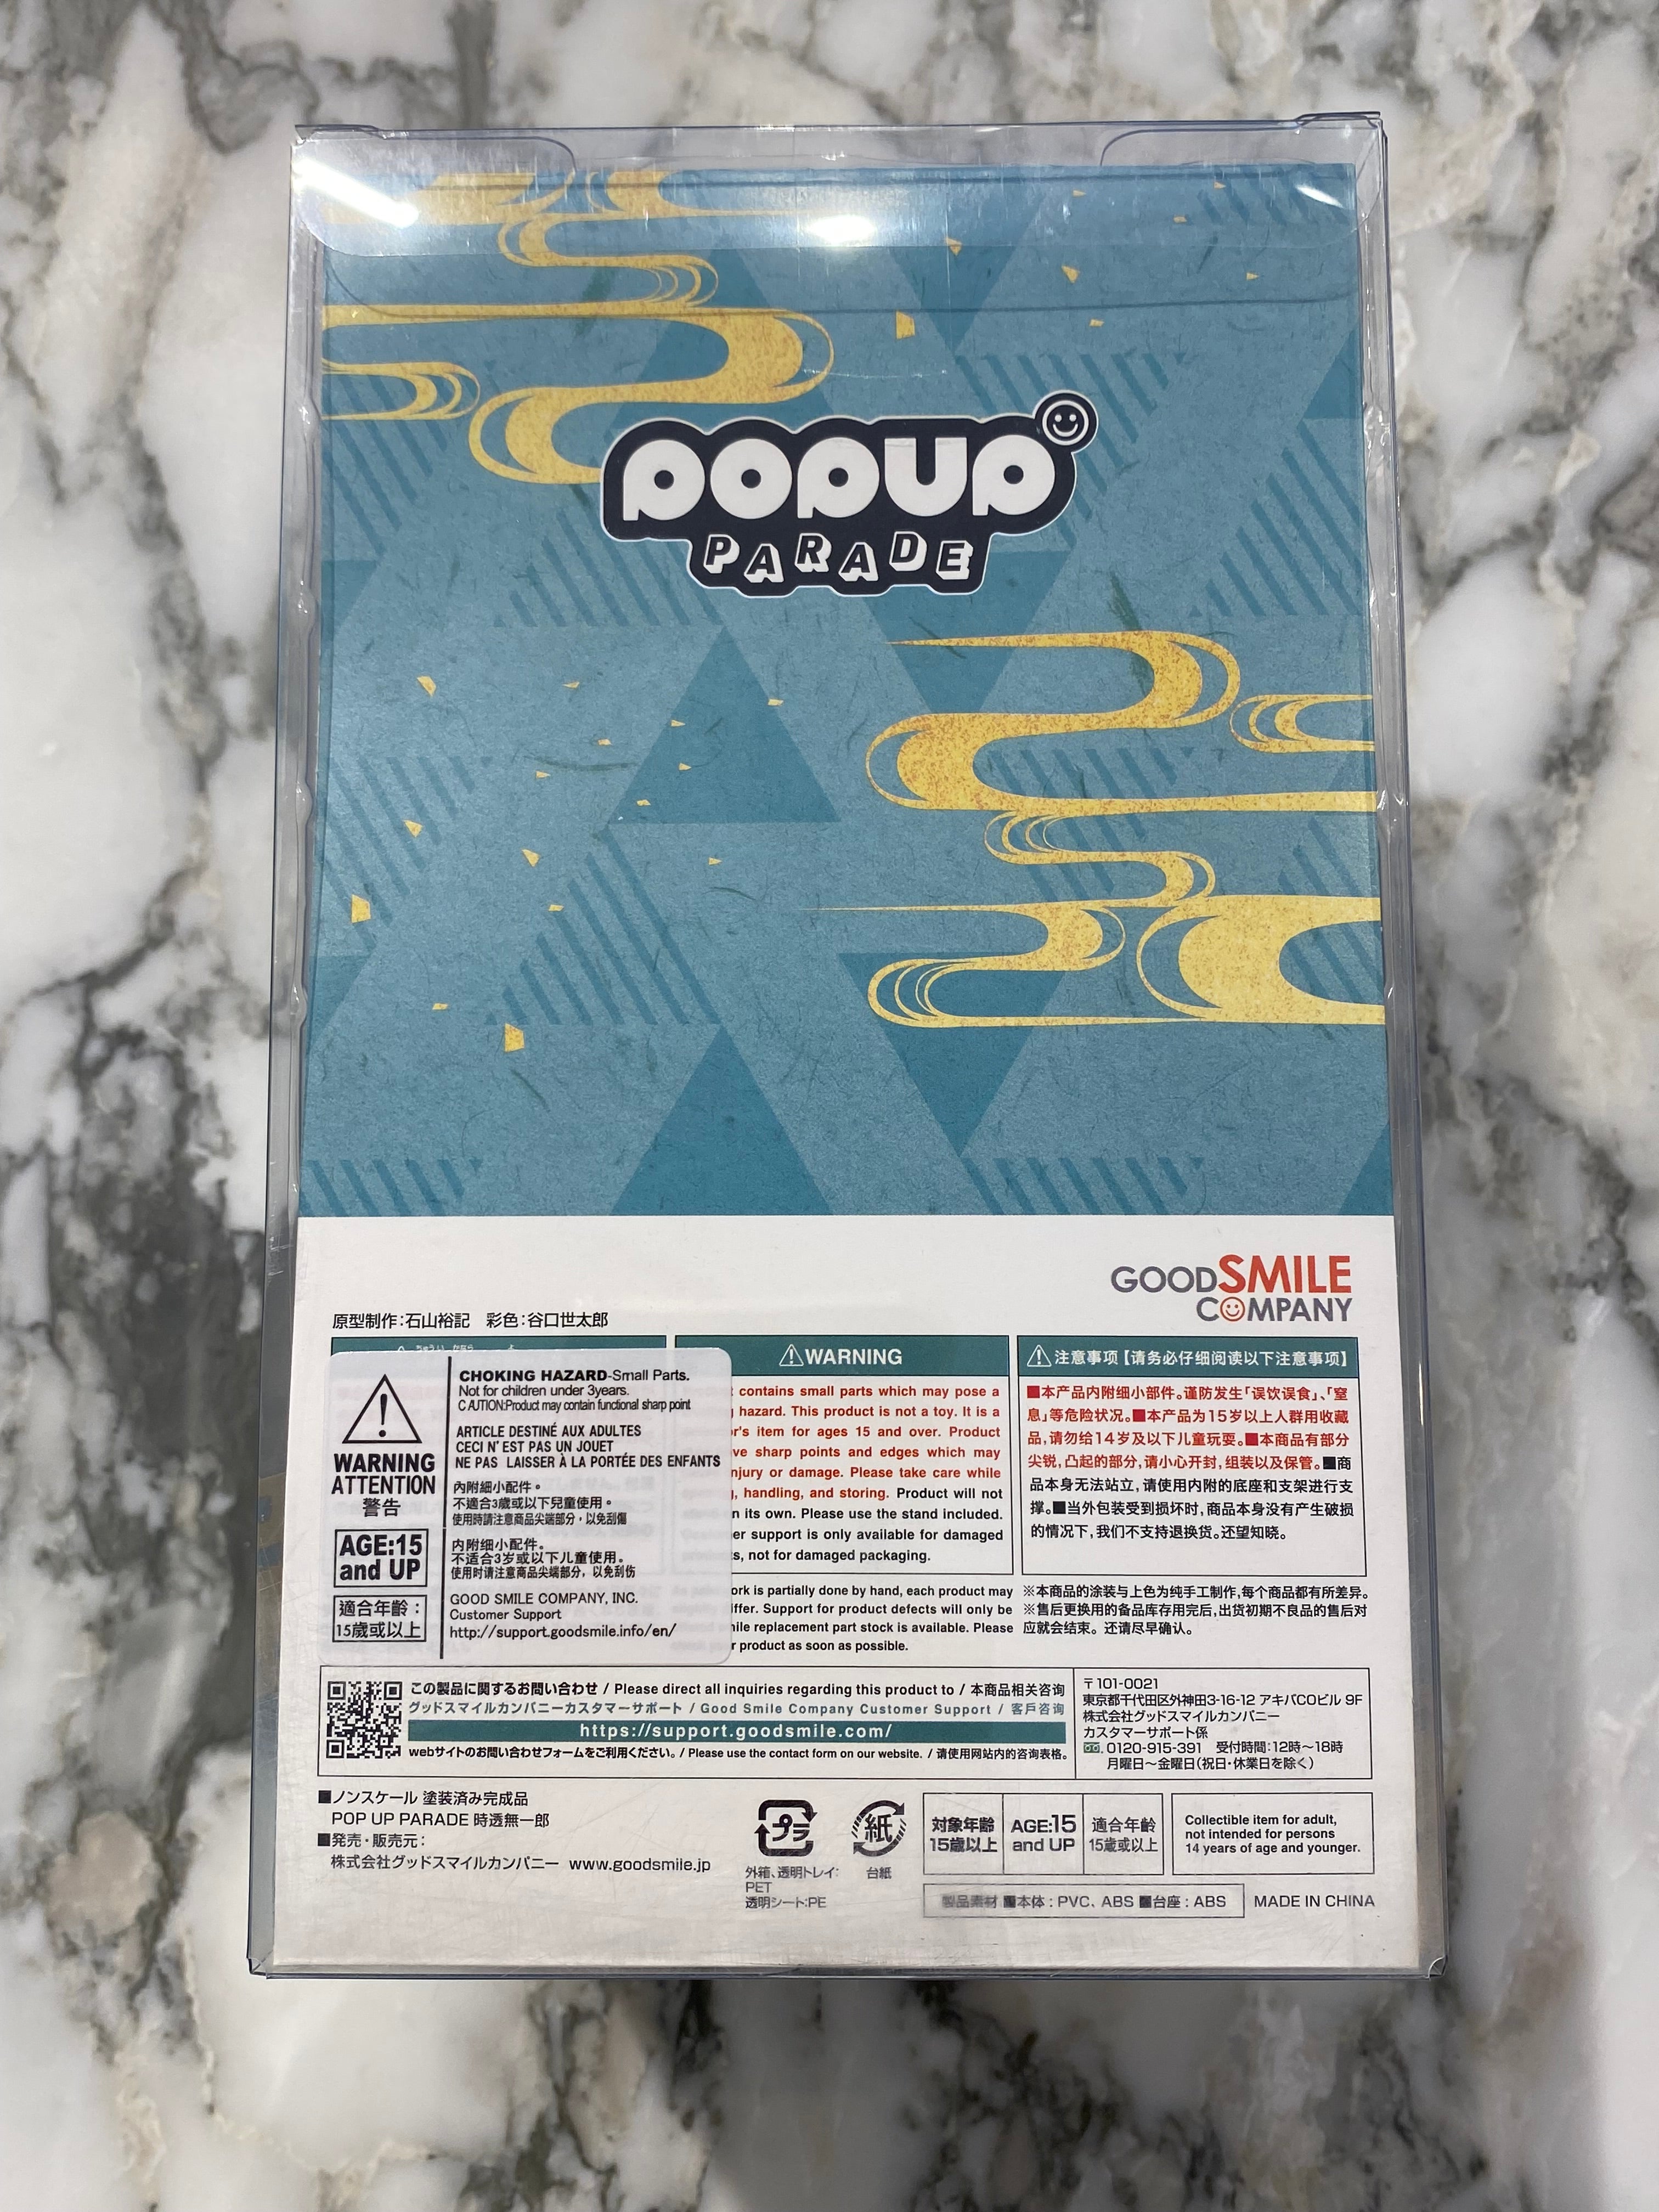 POPUP
PARADE
GOODSMILE
COMPANY
原型制作:石山裕記　彩色:谷口世太郎
WARNING
ATTENTION
警告
AGE:15
and UP
適合年齢：
15歲或以上
CHOKING HAZARD-Small Parts.
Not for children under 3years.
CAUTION:Product may contain functional sharp point
ARTICLE DESTINÉ AUX ADULTES
CECI N'EST PAS UN JOUET
NE PAS LAISSER À LA PORTÉE DES ENFANTS
內附細小配件。
不適合3歲或以下兒童使用。
使用時請注意商品尖端部分，以免刮傷
内附细小配件。
不适合3岁或以下儿童使用。
使用时请注意商品尖端部分，以免刮伤
GOOD SMILE COMPANY, INC.
Customer Support
http://support.goodsmile.info/en/
⚠WARNING
contains small parts which may pose a
hazard. This product is not a toy. It is a
r's item for ages 15 and over. Product
ve sharp points and edges which may
njury or damage. Please take care while
, handling, and storing. Product will not
n its own. Please use the stand included.
er support is only available for damaged
s, not for damaged packaging.
ork is partially done by hand, each product may
iffer. Support for product defects will only be
hile replacement part stock is available. Please
r product as soon as possible.
⚠注意事项【请务必仔细阅读以下注意事项】
■本产品内附细小部件。谨防发生「误饮误食」、「窒
息」等危险状况。■本产品为15岁以上人群用收藏
品,请勿给14岁及以下儿童玩耍。■本商品有部分
尖锐,凸起的部分,请小心开封,组装以及保管。■商
品本身无法站立,请使用内附的底座和支架进行支
撑。■当外包装受到损坏时,商品本身没有产生破损
的情况下,我们不支持退换货。还望知晓。
※本商品的涂装与上色为纯手工制作,每个商品都有所差异。
※售后更换用的备品库存用完后,出货初期不良品的售后对
应就会结束。还请尽早确认。
この製品に関するお問い合わせ / Please direct all inquiries regarding this product to / 本商品相关咨询
グッドスマイルカンパニーカスタマーサポート / Good Smile Company Customer Support / 客戶咨询
https://support.goodsmile.com/
webサイトのお問い合わせフォームをご利用ください。/ Please use the contact form on our website. / 请使用网站内的咨询表格。
〒101-0021
東京都千代田区外神田3-16-12 アキバCOビル 9F
株式会社グッドスマイルカンパニー
カスタマーサポート係
0120-915-391　受付時間:12時～18時
月曜日～金曜日(祝日・休業日を除く)
■ノンスケール 塗装済み完成品
POP UP PARADE 時透無一郎
■発売・販売元：
株式会社グッドスマイルカンパニー www.goodsmile.jp
プラ
外箱、透明トレイ：
PET
透明シート:PE
紙
台紙
対象年齢
15歳以上
AGE:15
and UP
適合年齡
15歲或以上
Collectible item for adult,
not intended for persons
14 years of age and younger.
製品素材 ■本体：PVC、ABS ■台座：ABS
MADE IN CHINA